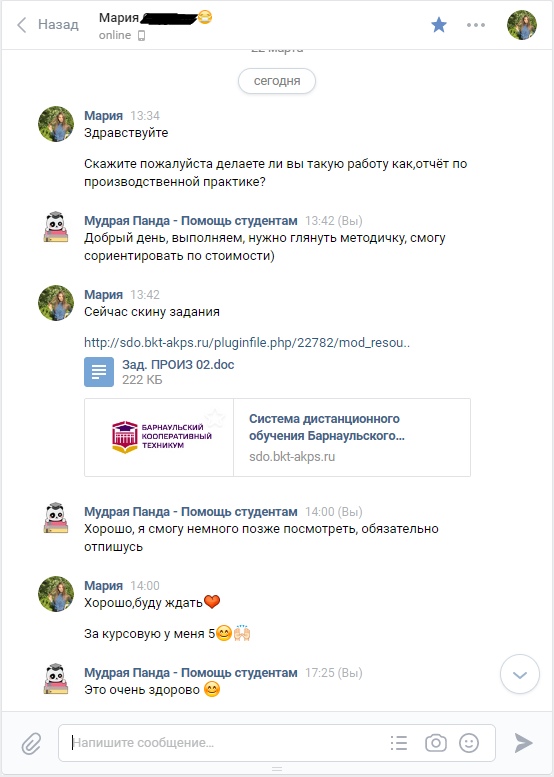 Назад
Мария
online
22 марта
сегодня
Мария 13:34
Здравствуйте
Скажите пожалуйста делаете ли вы такую работу как,отчёт по
производственной практике?
Мудрая Панда - Помощь студентам 13:42 (Вы)
Добрый день, выполняем, нужно глянуть методичку, смогу
сориентировать по стоимости)
Мария 13:42
Сейчас скину задания
http://sdo.bkt-akps.ru/pluginfile.php/22782/mod_resou..
Зад. ПРОИЗ 02.doc
222 КБ
БАРНАУЛЬСКИЙ
КООПЕРАТИВНЫЙ
ТЕХНИКУМ
Система дистанционного
обучения Барнаульского...
sdo.bkt-akps.ru
Мудрая Панда - Помощь студентам 14:00 (Вы)
Хорошо, я смогу немного позже посмотреть, обязательно
отпишусь
Мария 14:00
Хорошо,буду ждать❤
За курсовую у меня 5😊🙌🏻
Мудрая Панда - Помощь студентам 17:25 (Вы)
Это очень здорово 😊
Напишите сообщение...